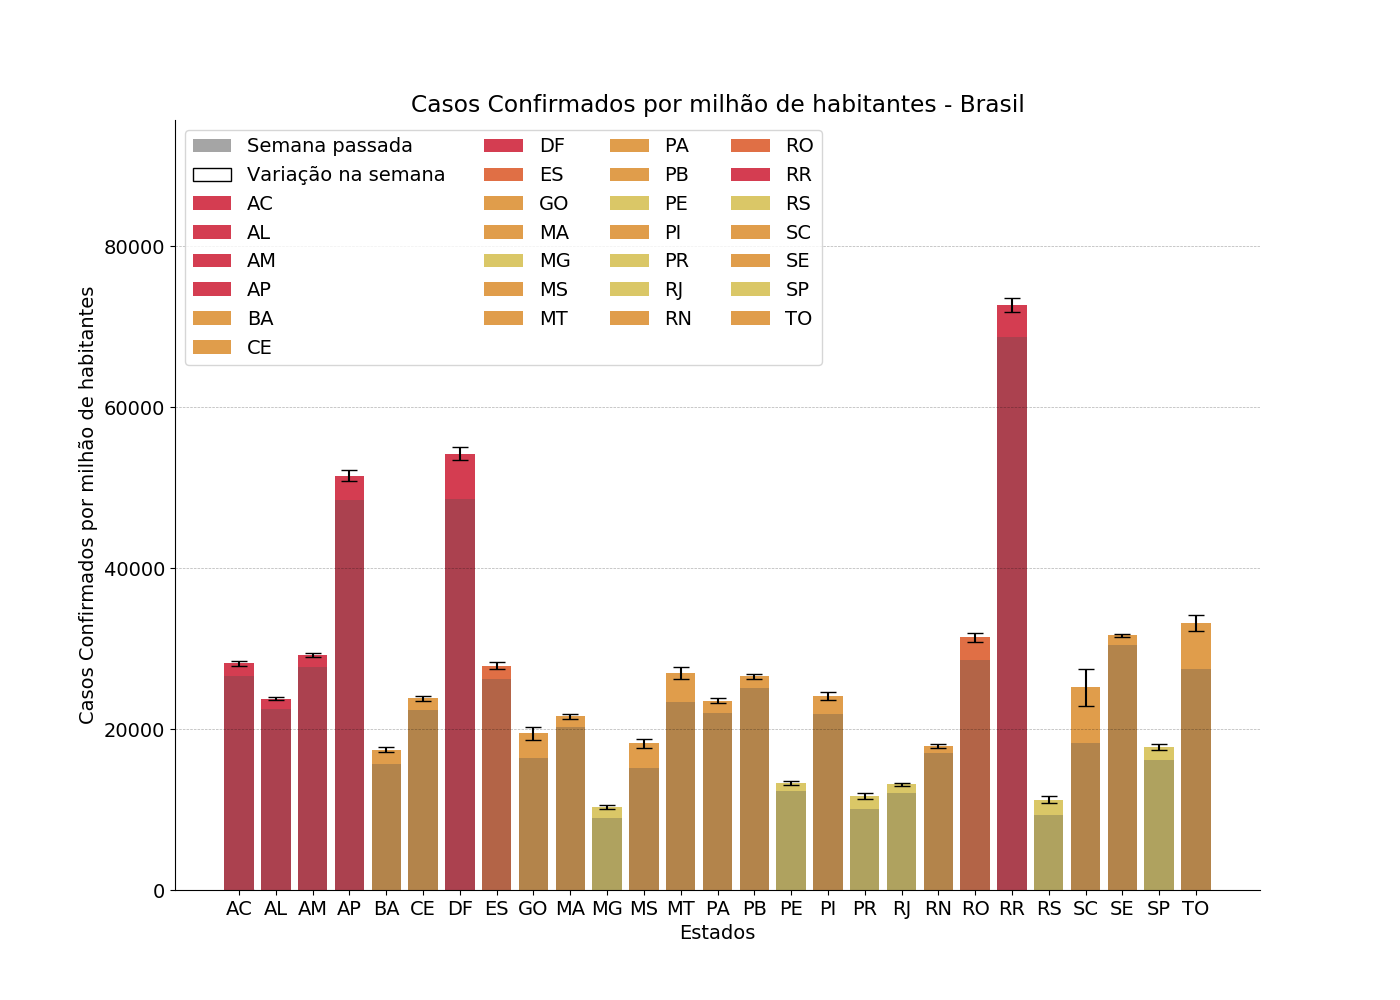 Casos Confirmados por milhão de habitantes - Brasil
Semana passada
Variação na semana
AC
AL
AM
AP
BA
CE
DF
ES
GO
MA
MG
MS
MT
PA
PB
PE
PI
PR
RJ
RN
RO
RR
RS
SC
SE
SP
TO
Casos Confirmados por milhão de habitantes
80000
60000
40000
20000
0
AC AL AM AP BA CE DF ES GO MA MG MS MT PA PB PE PI PR RJ RN RO RR RS SC SE SP TO
Estados